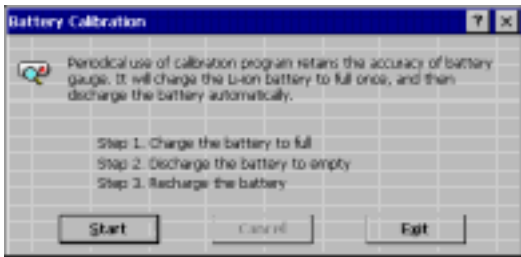 Battery Calibration
Periodical use of calibration program retains the accuracy of battery
gauge. It will charge the Li-ion battery to full once, and then
discharge the battery automatically.
Step 1. Charge the battery to full
Step 2. Discharge the battery to empty
Step 3. Recharge the battery
Start Cancel Exit